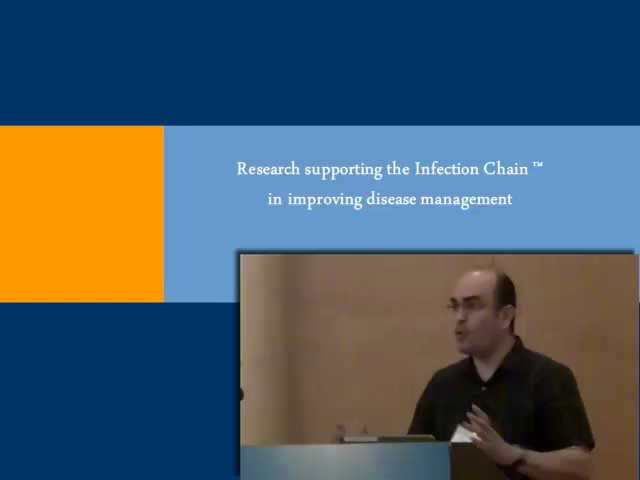 Research supporting the Infection Chain ™
in improving disease management